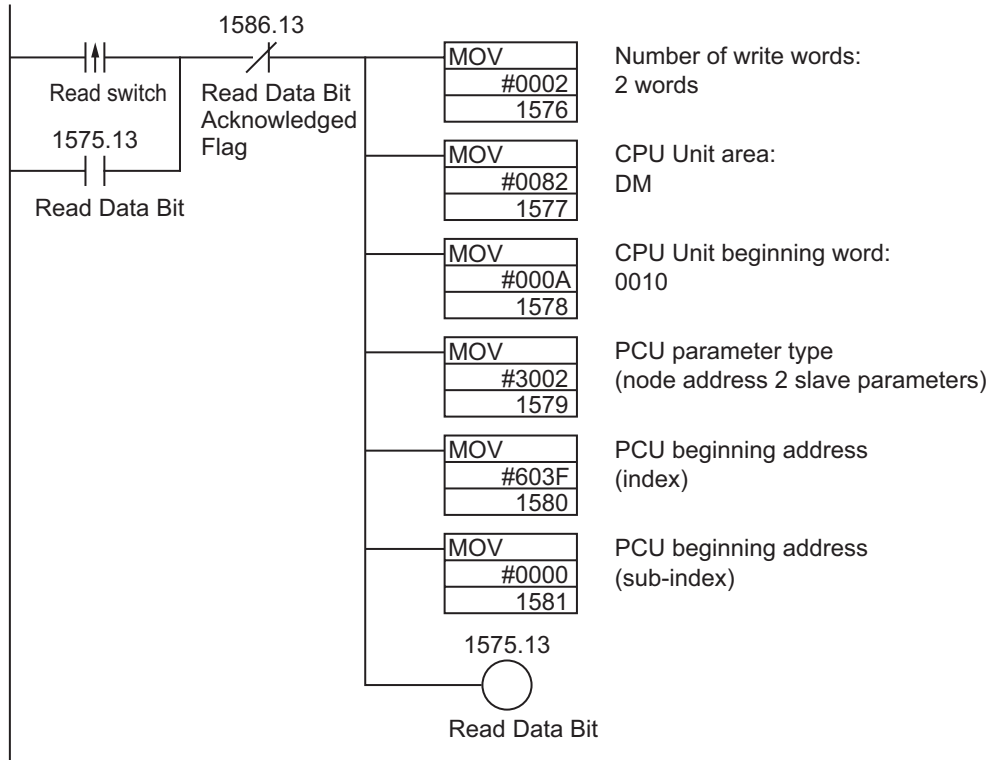 1586.13
Read switch
Read Data Bit
Acknowledged
Flag
1575.13
Read Data Bit
MOV
#0002
1576
Number of write words:
2 words
MOV
#0082
1577
CPU Unit area:
DM
MOV
#000A
1578
CPU Unit beginning word:
0010
MOV
#3002
1579
PCU parameter type
(node address 2 slave parameters)
MOV
#603F
1580
PCU beginning address
(index)
MOV
#0000
1581
PCU beginning address
(sub-index)
1575.13
Read Data Bit